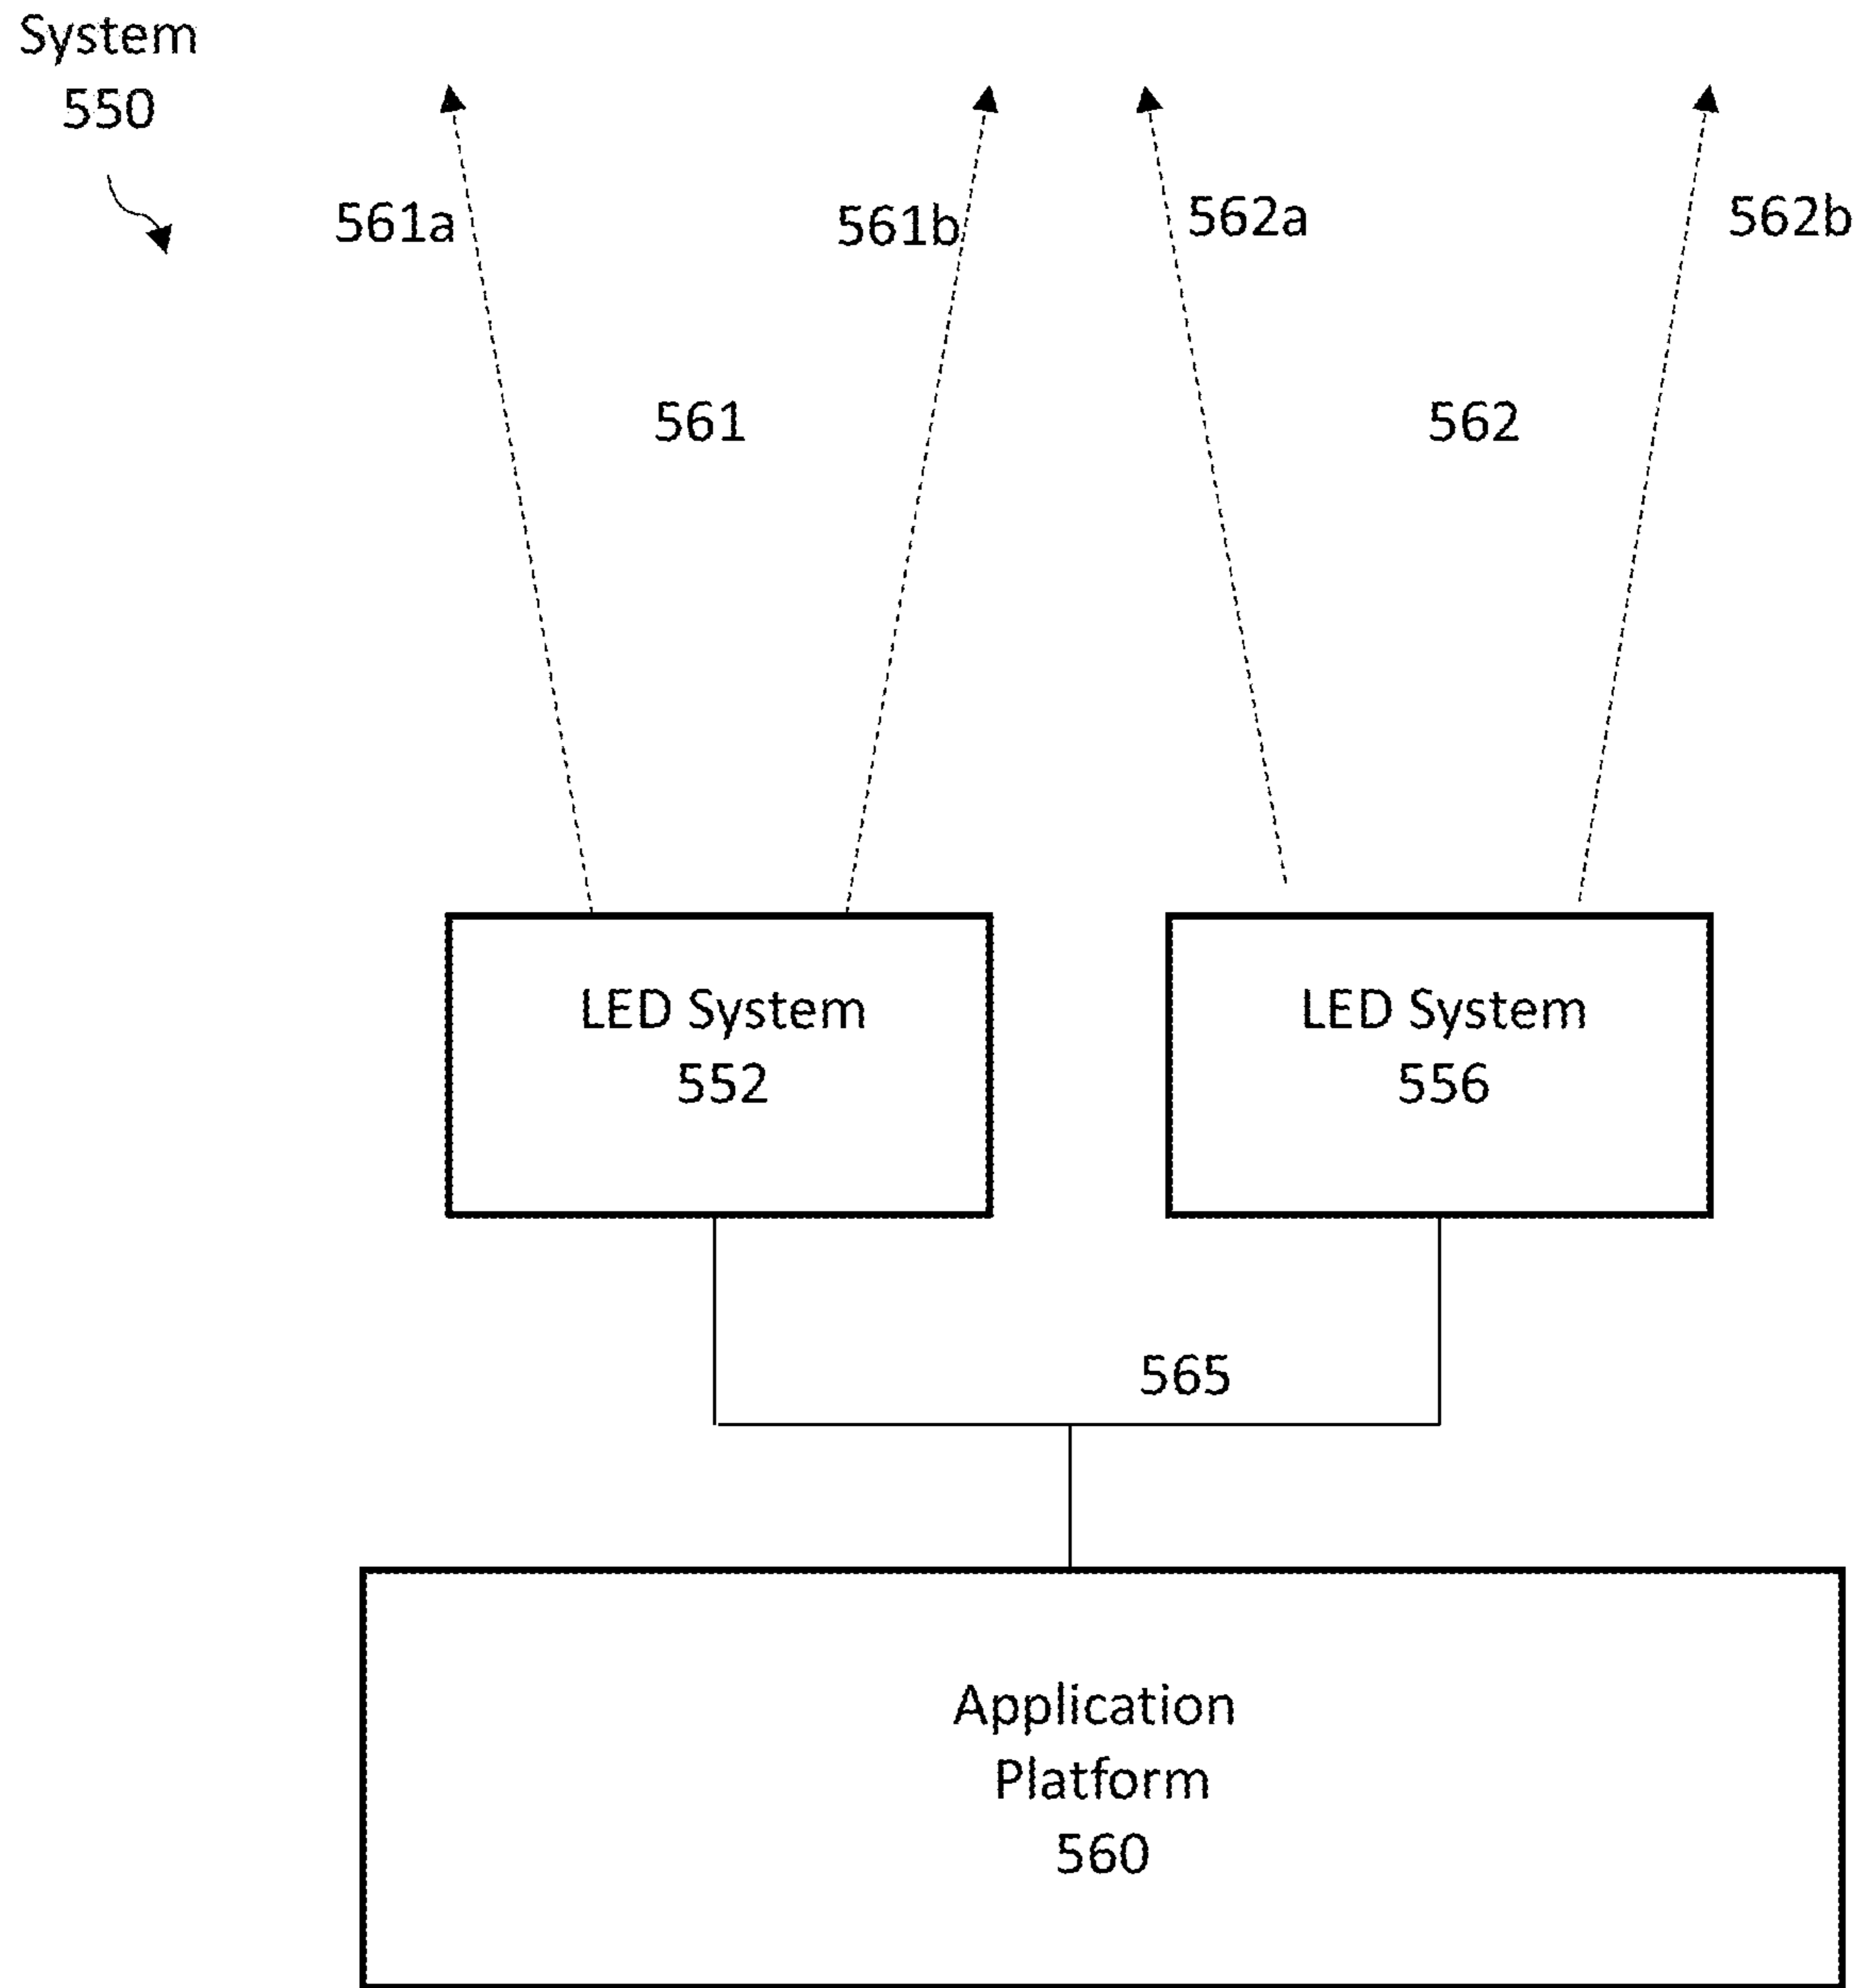 System
550
561a
561b
562a
562b
561
562
LED System
552
LED System
556
565
Application
Platform
560